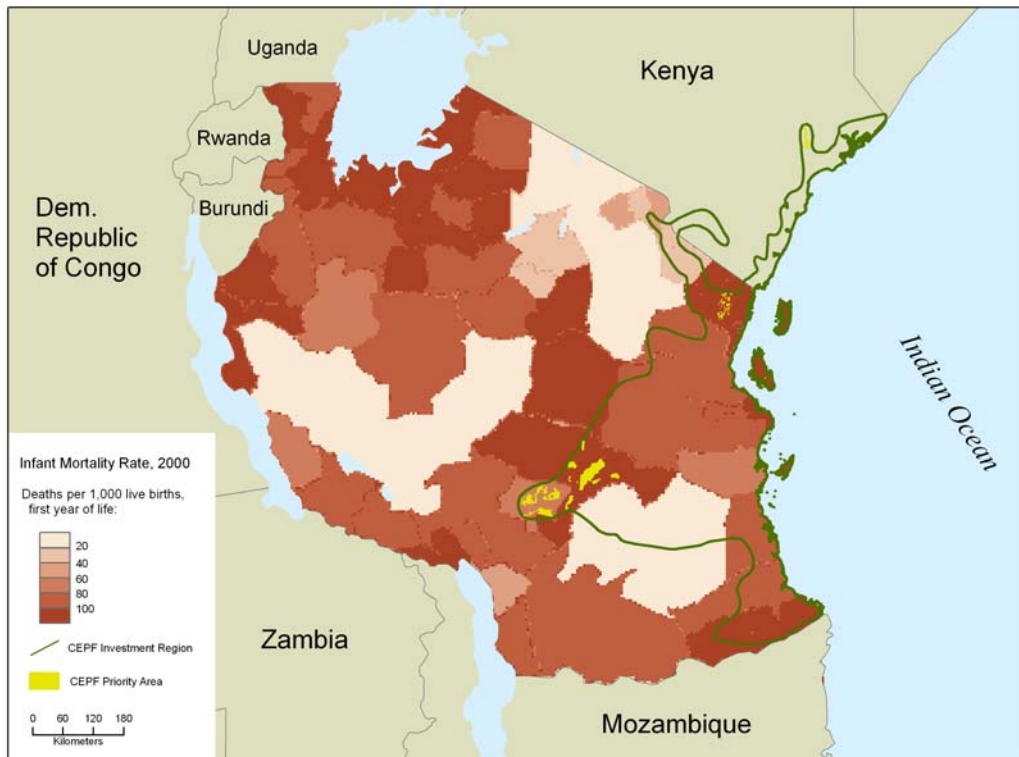 Uganda
Kenya
Rwanda
Burundi
Dem.
Republic
of Congo
Indian Ocean
Infant Mortality Rate, 2000
Deaths per 1,000 live births,
first year of life:
20
40
60
80
100
CEPF Investment Region
CEPF Priority Area
0 60 120 180
Kilometers
Zambia
Mozambique